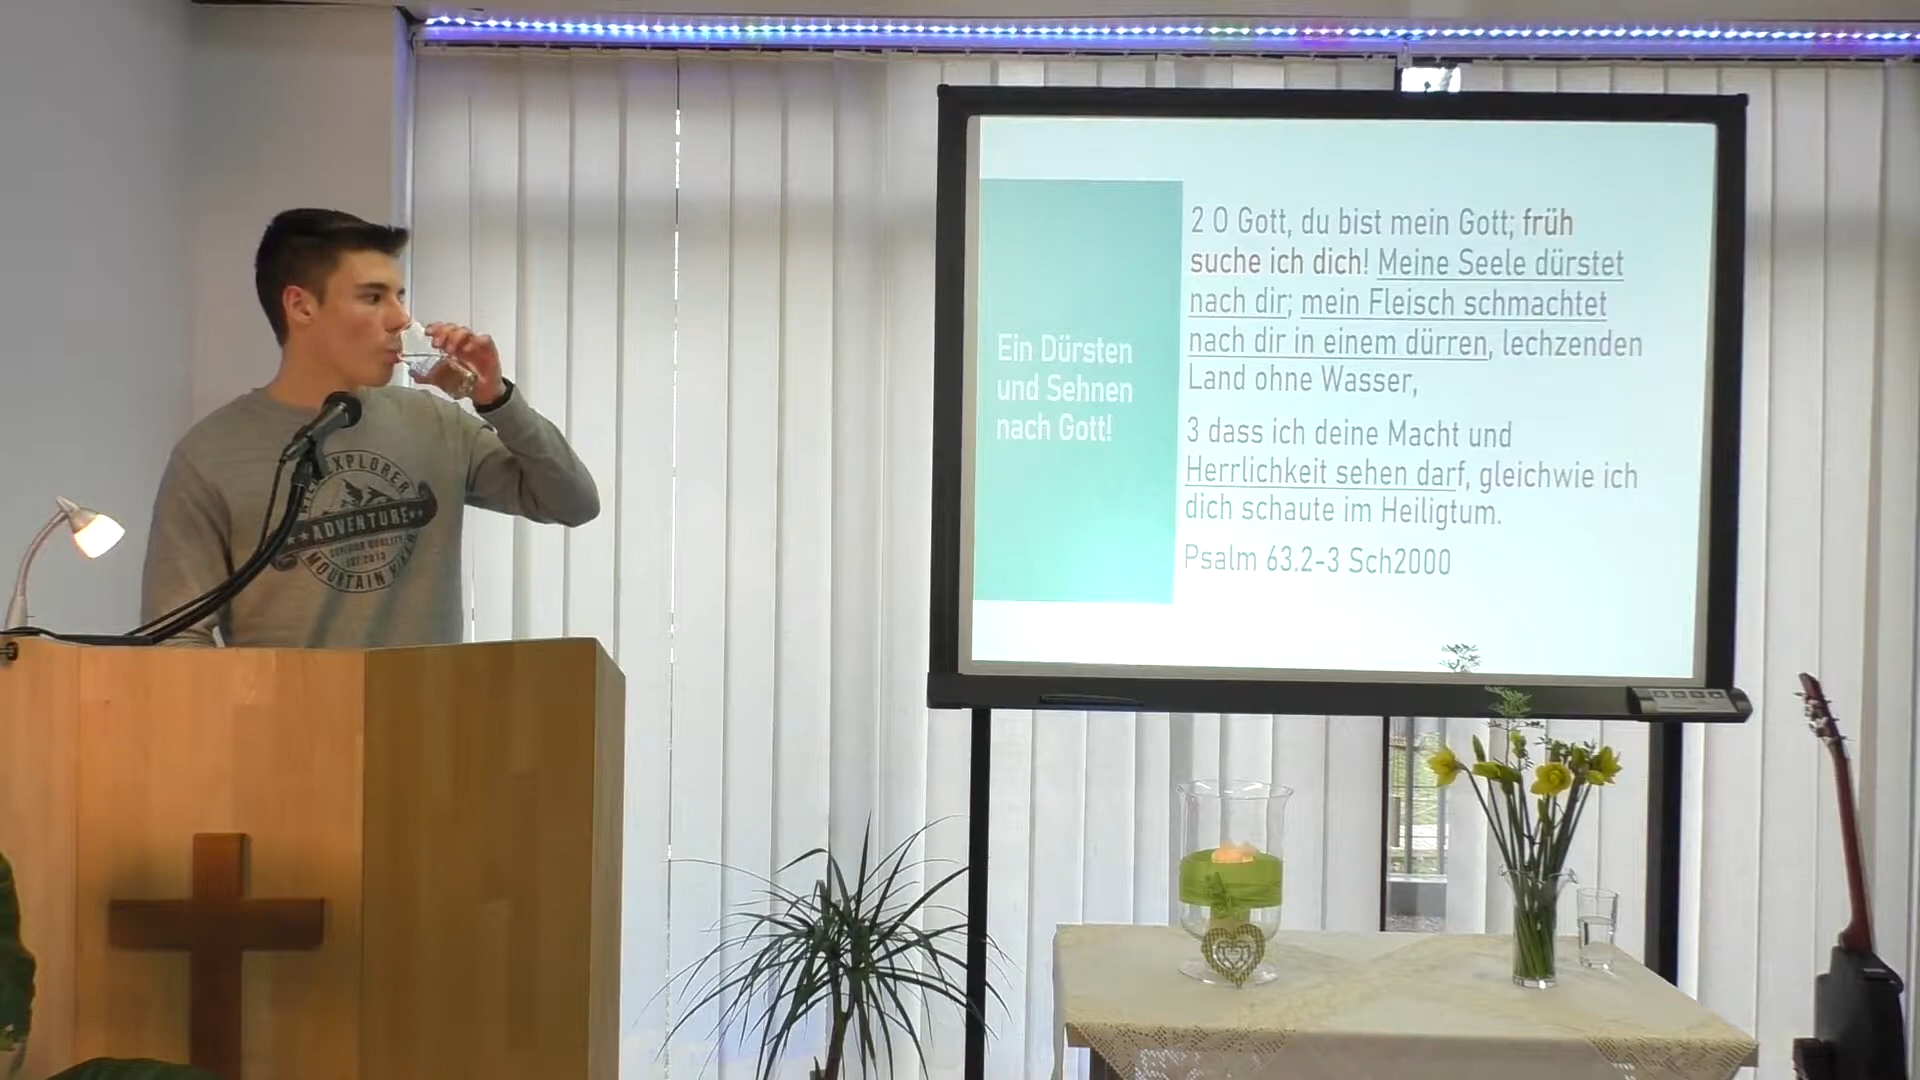 Ein Dürsten
und Sehnen
nach Gott!
2 O Gott, du bist mein Gott; früh
suche ich dich! Meine Seele dürstet
nach dir; mein Fleisch schmachtet
nach dir in einem dürren, lechzenden
Land ohne Wasser,
3 dass ich deine Macht und
Herrlichkeit sehen darf, gleichwie ich
dich schaute im Heiligtum.
Psalm 63.2-3 Sch2000
EXPLORER
ADVENTURE
SUPERIOR QUALITY
MOUNTAIN